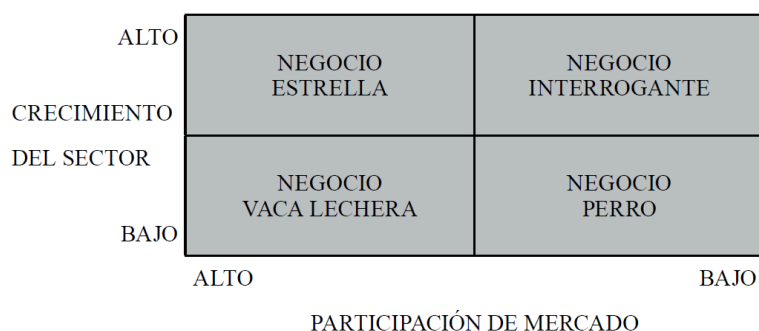 ALTO
NEGOCIO
ESTRELLA
NEGOCIO
INTERROGANTE
CRECIMIENTO
DEL SECTOR
NEGOCIO
VACA LECHERA
NEGOCIO
PERRO
BAJO
ALTO
BAJO
PARTICIPACIÓN DE MERCADO